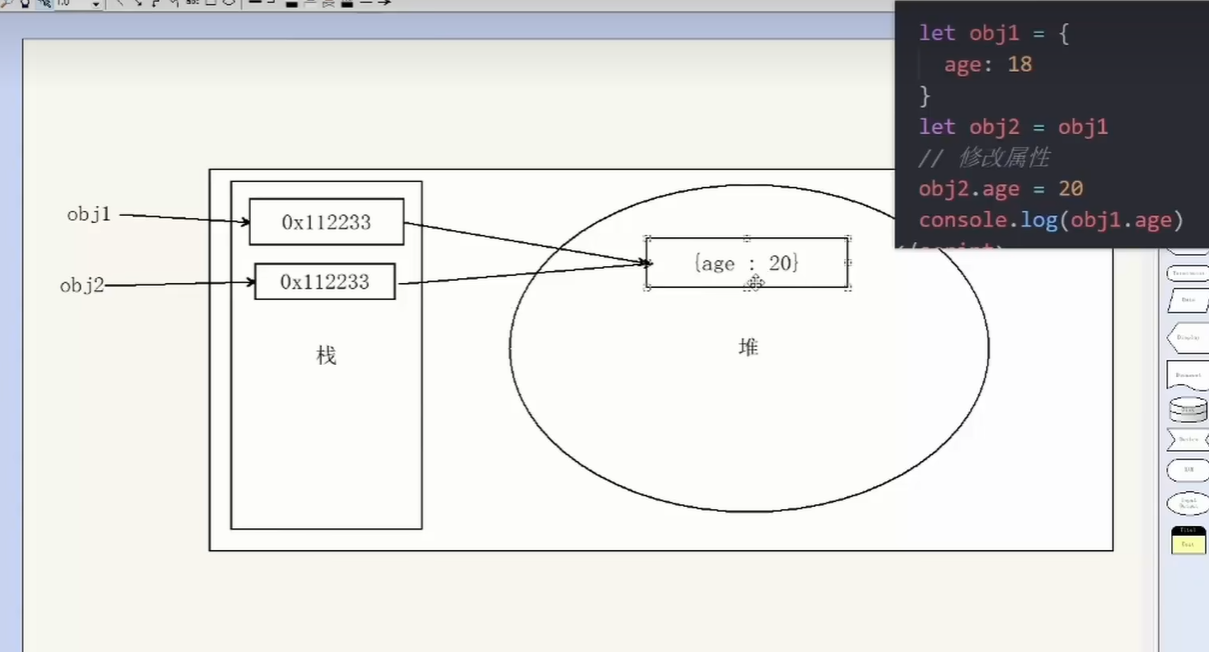 let obj1 = {
age: 18
}
let obj2 = obj1
// 修改属性
obj2.age = 20
console.log(obj1.age)
obj1
0x112233
{age : 20}
obj2
0x112233
栈
堆